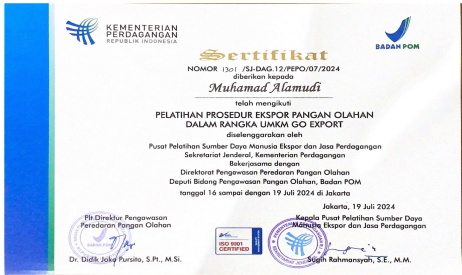 KEMENTERIAN
PERDAGANGAN
REPUBLIK INDONESIA
BADAN POM
Sertifikat
NOMOR 1301 /SJ-DAG.12/PEPO/07/2024
diberikan kepada
Muhamad Alamudi
telah mengikuti
PELATIHAN PROSEDUR EKSPOR PANGAN OLAHAN
DALAM RANGKA UMKM GO EXPORT
diselenggarakan oleh
Pusat Pelatihan Sumber Daya Manusia Ekspor dan Jasa Perdagangan
Sekretariat Jenderal, Kementerian Perdagangan
Bekerjasama dengan
Direktorat Pengawasan Peredaran Pangan Olahan
Deputi Bidang Pengawasan Pangan Olahan, Badan POM
tanggal 16 sampai dengan 19 Juli 2024 di Jakarta
Jakarta, 19 Juli 2024
Plt Direktur Pengawasan
Peredaran Pangan Olahan
Kepala Pusat Pelatihan Sumber Daya
Manusia Ekspor dan Jasa Perdagangan
ISO 9001
CERTIFIED
BADAN POM
Dr. Didik Joko Pursito, S.Pt., M.Si.
Sugih Rahmansyah, S.E., M.M.